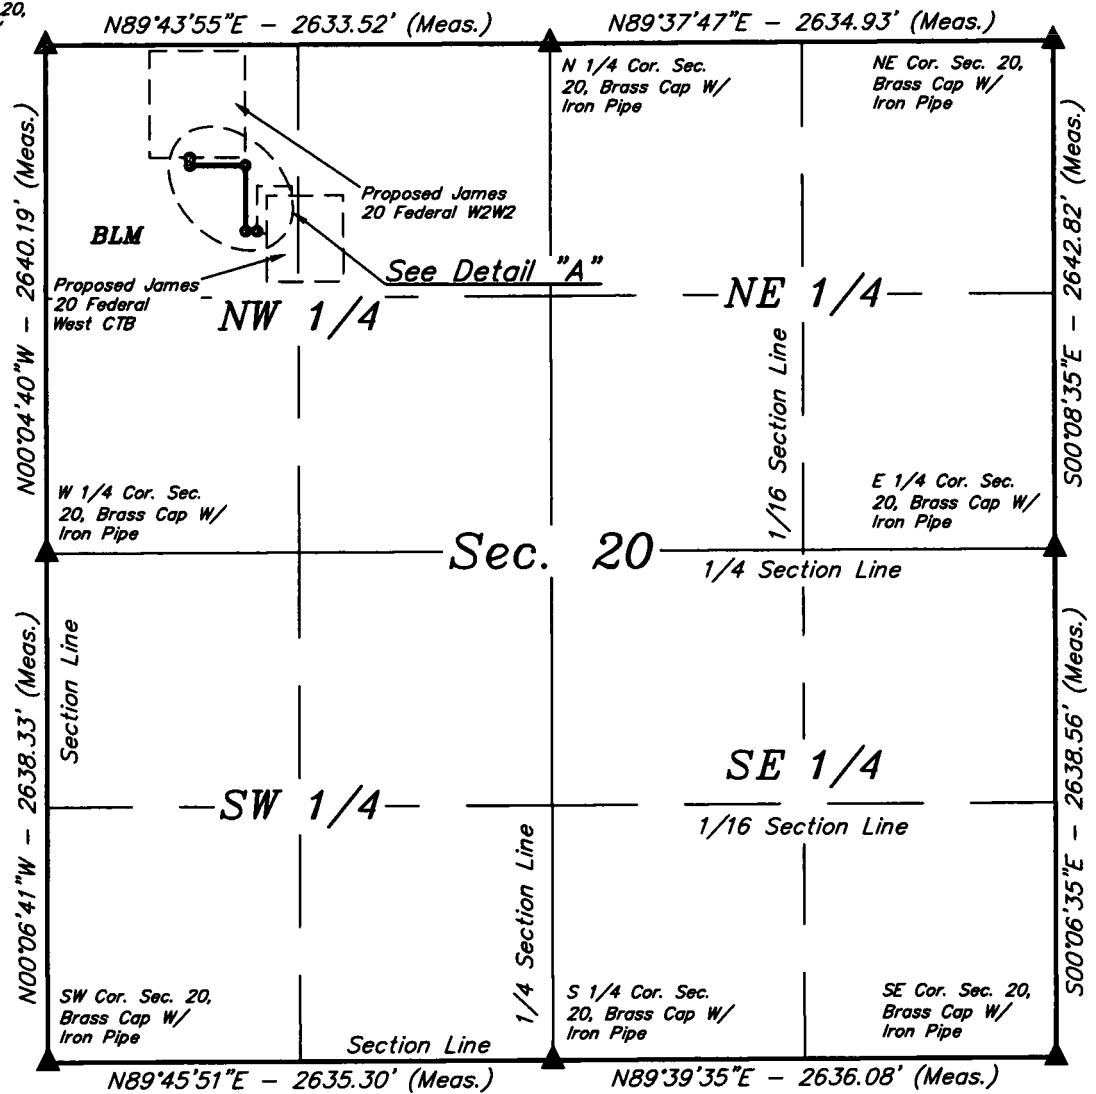 20,
N89°43'55"E - 2633.52' (Meas.)
N89°37'47"E - 2634.93' (Meas.)
N 1/4 Cor. Sec.
20, Brass Cap W/
Iron Pipe
NE Cor. Sec. 20,
Brass Cap W/
Iron Pipe
N00°04'40"W - 2640.19' (Meas.)
S00°08'35"E - 2642.82' (Meas.)
Proposed James
20 Federal W2W2
BLM
See Detail "A"
Proposed James
20 Federal
West CTB
NW 1/4
NE 1/4
1/16 Section Line
W 1/4 Cor. Sec.
20, Brass Cap W/
Iron Pipe
E 1/4 Cor. Sec.
20, Brass Cap W/
Iron Pipe
Sec. 20
1/4 Section Line
Section Line
N00°06'41"W - 2638.33' (Meas.)
S00°06'35"E - 2638.56' (Meas.)
SW 1/4
SE 1/4
1/16 Section Line
1/4 Section Line
SW Cor. Sec. 20,
Brass Cap W/
Iron Pipe
S 1/4 Cor. Sec.
20, Brass Cap W/
Iron Pipe
SE Cor. Sec. 20,
Brass Cap W/
Iron Pipe
Section Line
N89°45'51"E - 2635.30' (Meas.)
N89°39'35"E - 2636.08' (Meas.)